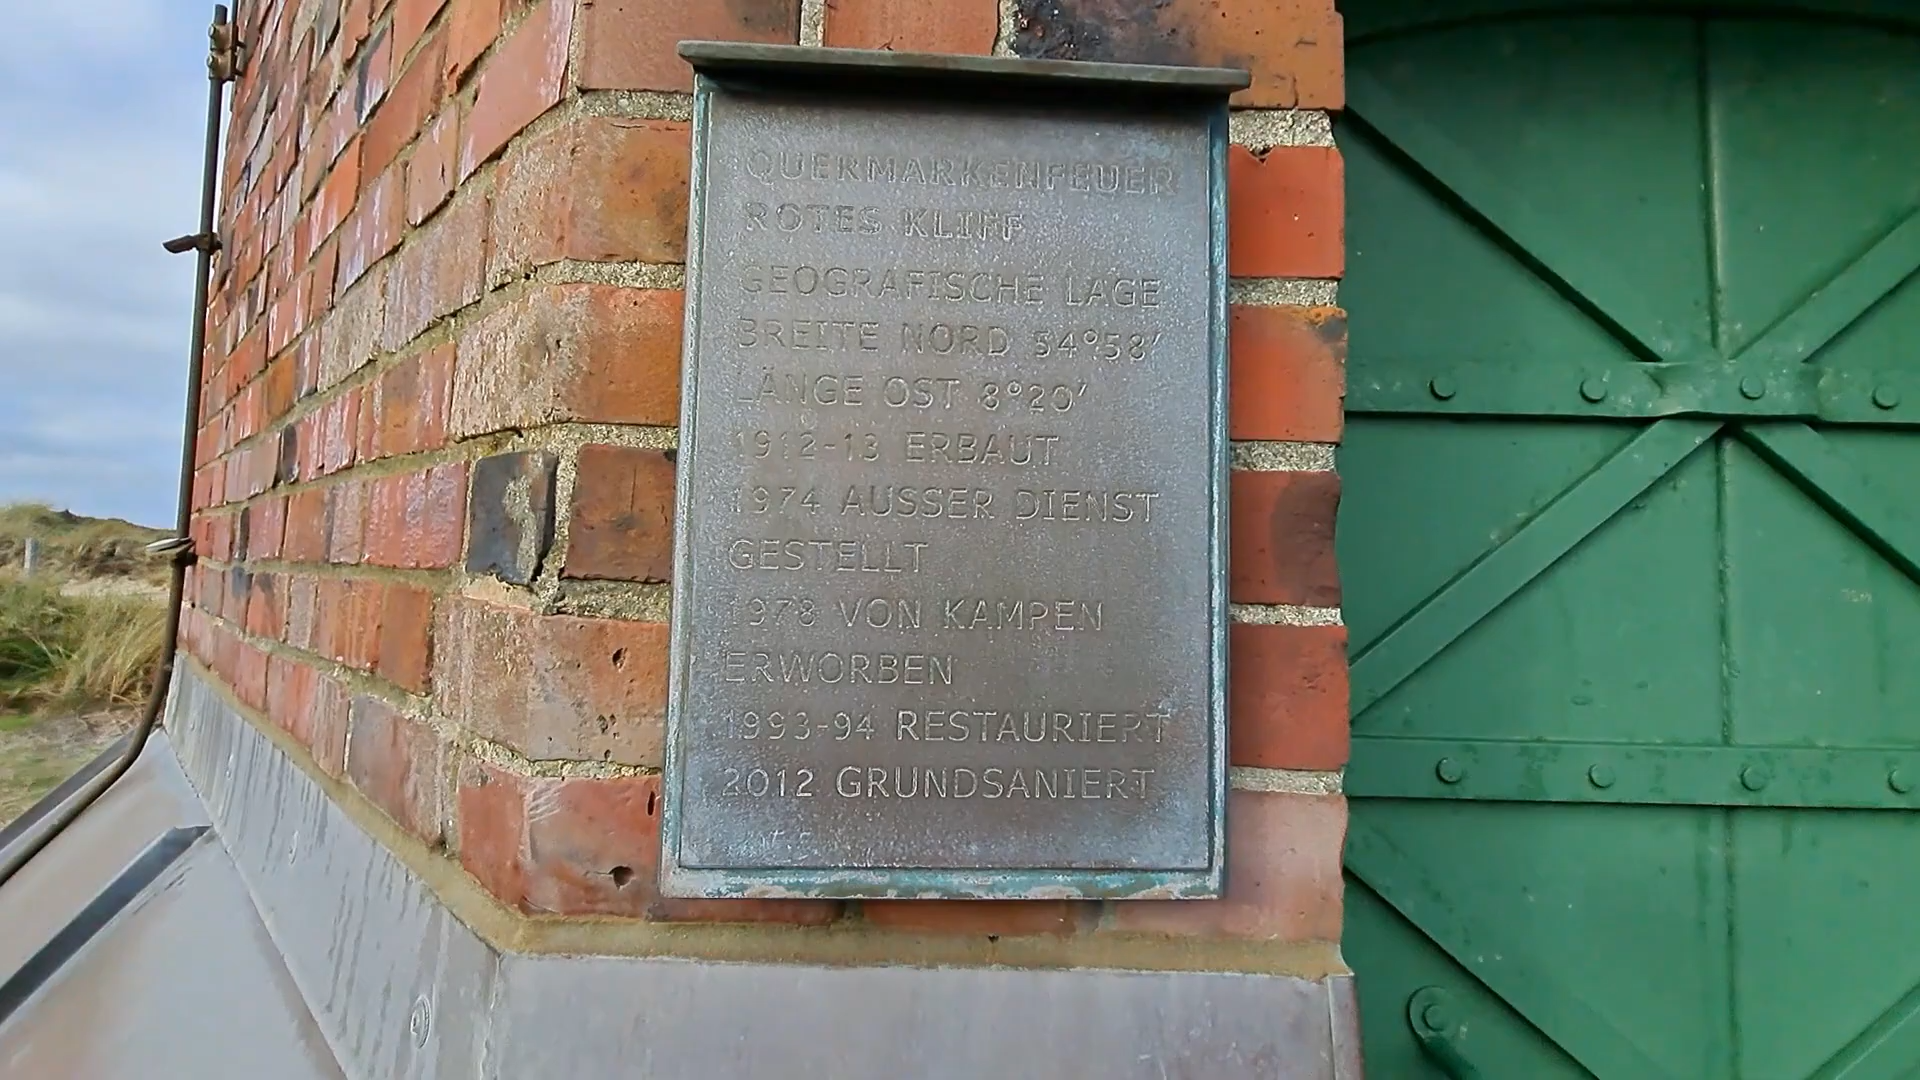 QUERMARKENFEUER
ROTES KLIFF
GEOGRAFISCHE LAGE
BREITE NORD 54°58′
LÄNGE OST 8°20′
1912-13 ERBAUT
1974 AUSSER DIENST
GESTELLT
1978 VON KAMPEN
ERWORBEN
1993-94 RESTAURIERT
2012 GRUNDSANIERT